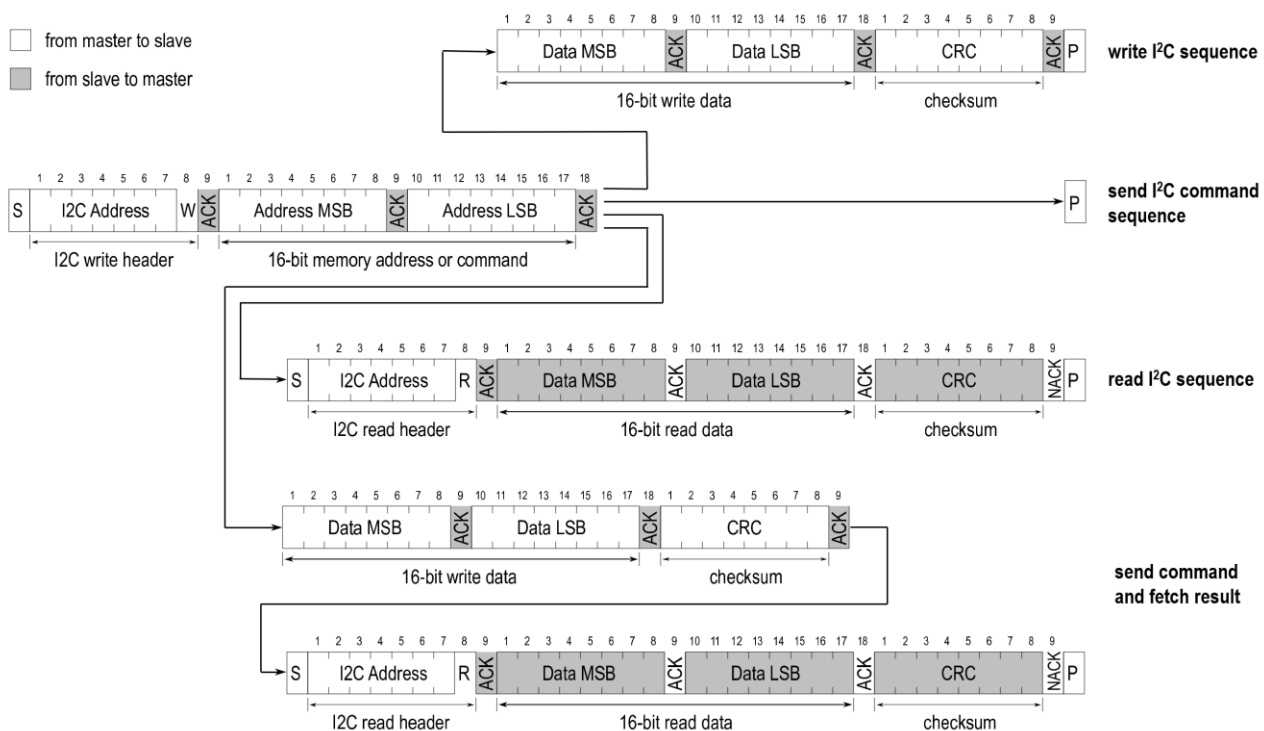 1 2 3 4 5 6 7 8 9 10 11 12 13 14 15 16 17 18 1 2 3 4 5 6 7 8 9
from master to slave
Data MSB ACK Data LSB ACK CRC ACK P
write I²C sequence
from slave to master
16-bit write data checksum
1 2 3 4 5 6 7 8 9 1 2 3 4 5 6 7 8 9 10 11 12 13 14 15 16 17 18
S I2C Address W ACK Address MSB ACK Address LSB ACK
P
send I²C command
sequence
I2C write header 16-bit memory address or command
1 2 3 4 5 6 7 8 9 1 2 3 4 5 6 7 8 9 10 11 12 13 14 15 16 17 18 1 2 3 4 5 6 7 8 9
S I2C Address R ACK Data MSB ACK Data LSB ACK CRC NACK P
read I²C sequence
I2C read header 16-bit read data checksum
1 2 3 4 5 6 7 8 9 10 11 12 13 14 15 16 17 18 1 2 3 4 5 6 7 8 9
Data MSB ACK Data LSB ACK CRC ACK
16-bit write data checksum
send command
and fetch result
1 2 3 4 5 6 7 8 9 1 2 3 4 5 6 7 8 9 10 11 12 13 14 15 16 17 18 1 2 3 4 5 6 7 8 9
S I2C Address R ACK Data MSB ACK Data LSB ACK CRC NACK P
I2C read header 16-bit read data checksum